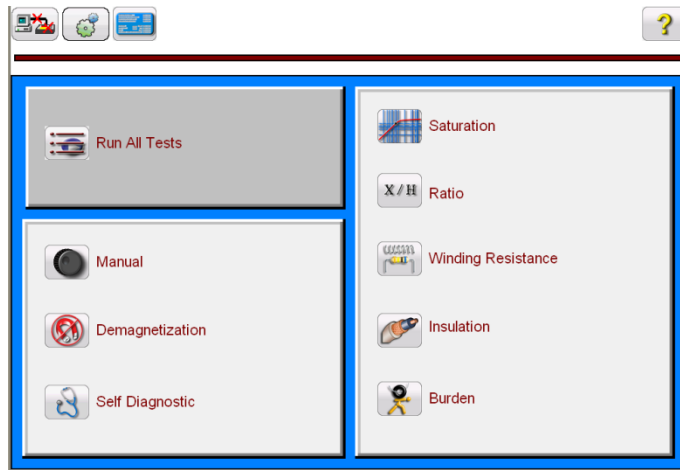 ?
Run All Tests
Manual
Demagnetization
Self Diagnostic
Saturation
X / H
Ratio
Winding Resistance
Insulation
Burden